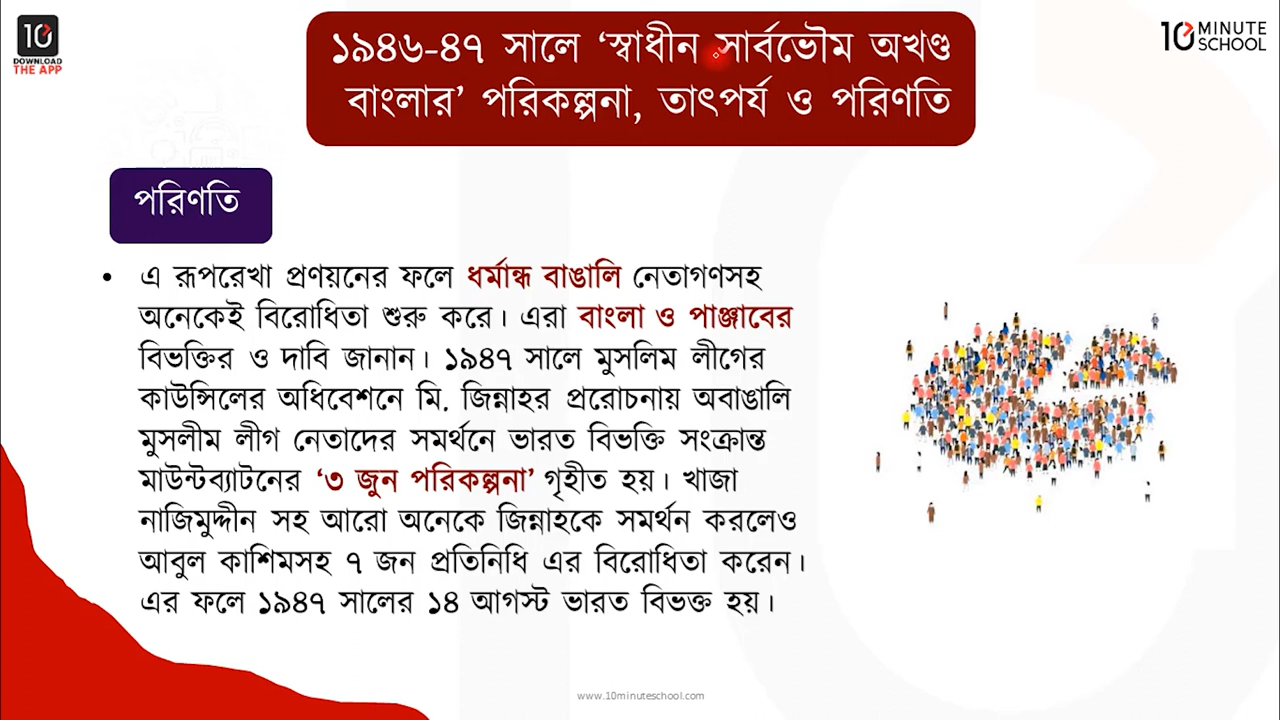 10
DOWNLOAD
THE APP
১৯৪৬-৪৭ সালে ‘স্বাধীন সার্বভৌম অখণ্ড
বাংলার’ পরিকল্পনা, তাৎপর্য ও পরিণতি
10 MINUTE
SCHOOL
পরিণতি
• এ রূপরেখা প্রণয়নের ফলে ধর্মান্ধ বাঙালি নেতাগণসহ
অনেকেই বিরোধিতা শুরু করে। এরা বাংলা ও পাঞ্জাবের
বিভক্তির ও দাবি জানান। ১৯৪৭ সালে মুসলিম লীগের
কাউন্সিলের অধিবেশনে মি. জিন্নাহর প্ররোচনায় অবাঙালি
মুসলীম লীগ নেতাদের সমর্থনে ভারত বিভক্তি সংক্রান্ত
মাউন্টব্যাটনের ‘৩ জুন পরিকল্পনা’ গৃহীত হয়। খাজা
নাজিমুদ্দীন সহ আরো অনেকে জিন্নাহকে সমর্থন করলেও
আবুল কাশিমসহ ৭ জন প্রতিনিধি এর বিরোধিতা করেন।
এর ফলে ১৯৪৭ সালের ১৪ আগস্ট ভারত বিভক্ত হয়।
www.10minuteschool.com